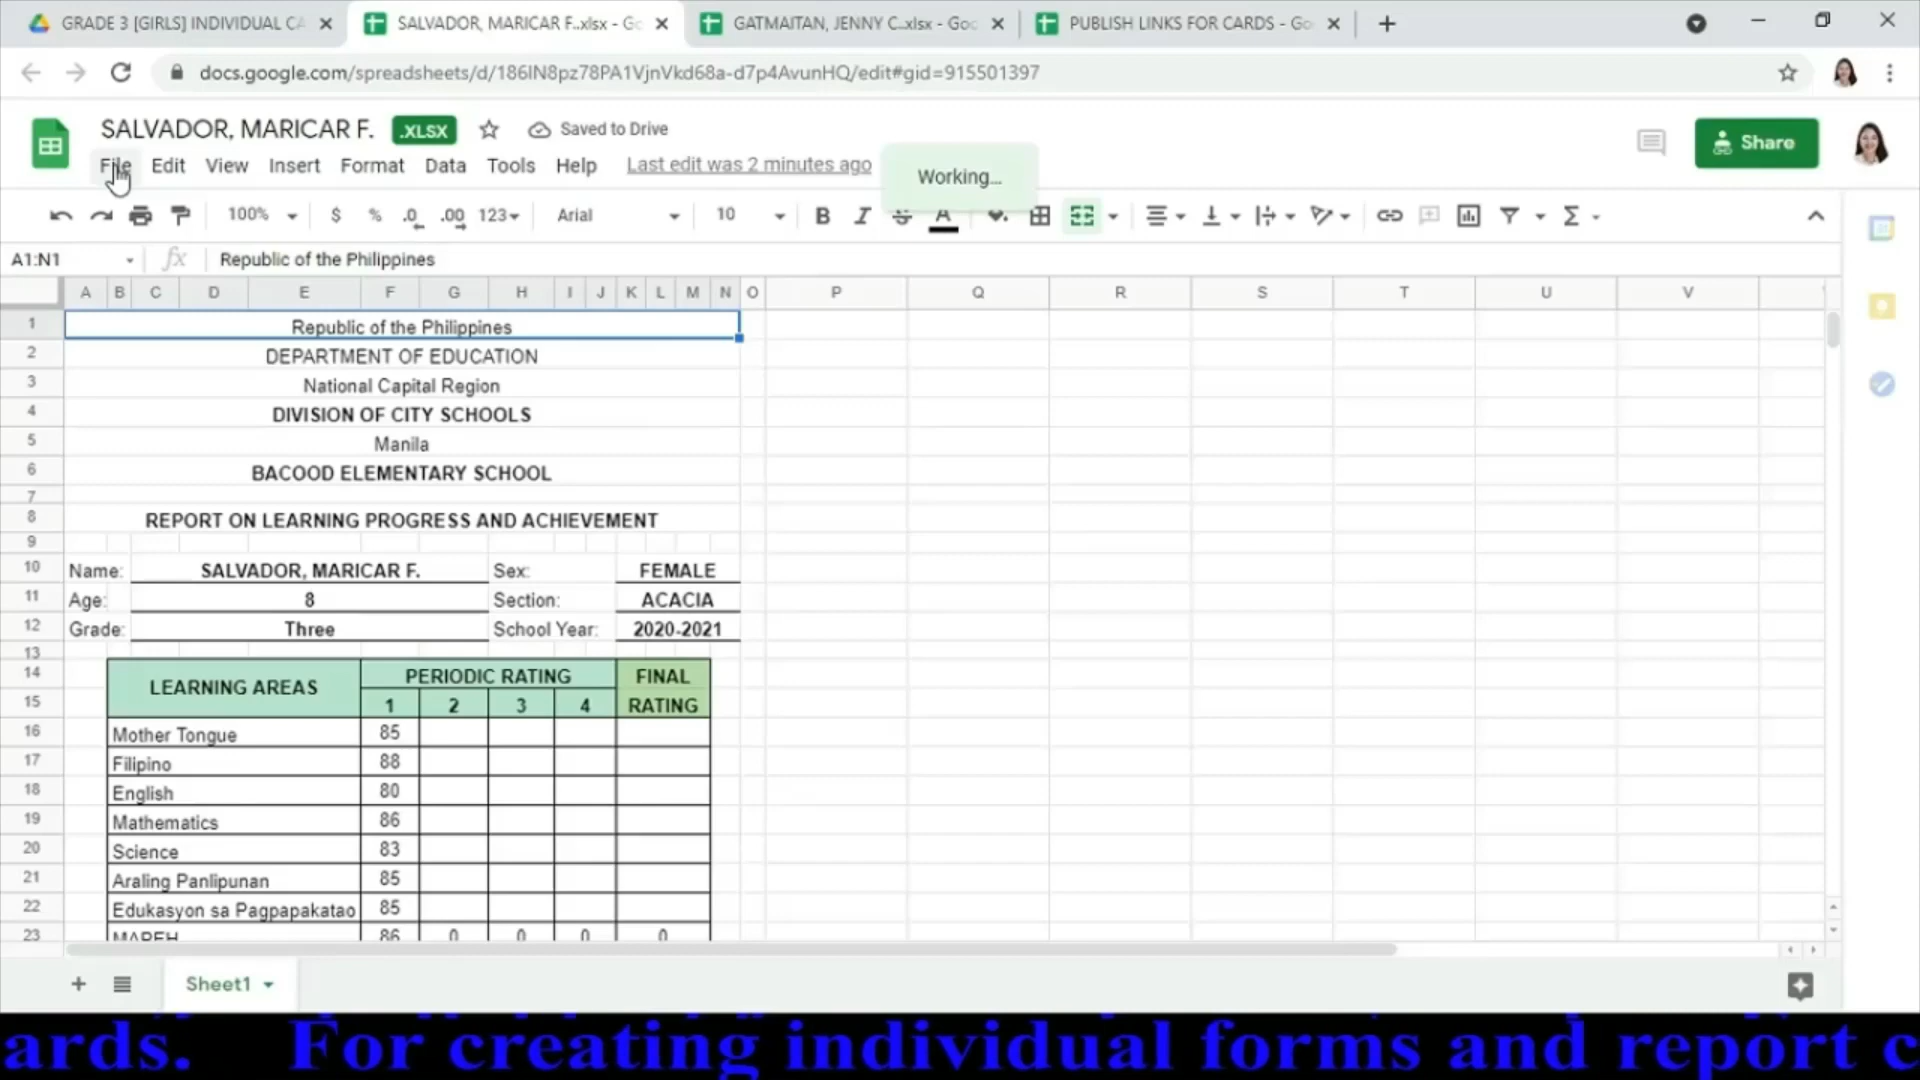 GRADE 3 [GIRLS] INDIVIDUAL CA
SALVADOR, MARICAR F..xlsx - Go
GATMAITAN, JENNY C..xlsx - Goo
PUBLISH LINKS FOR CARDS - Go
docs.google.com/spreadsheets/d/186IN8pz78PA1VjnVkd68a-d7p4AvunHQ/edit#gid=915501397
SALVADOR, MARICAR F. .XLSX Saved to Drive
Share
File Edit View Insert Format Data Tools Help Last edit was 2 minutes ago
Working...
100% $ % .0 .00 123 Arial 10 B I S A
A1:N1 fx Republic of the Philippines
A B C D E F G H I J K L M N O P Q R S T U V
1 Republic of the Philippines
2 DEPARTMENT OF EDUCATION
3 National Capital Region
4 DIVISION OF CITY SCHOOLS
5 Manila
6 BACOOD ELEMENTARY SCHOOL
7
8 REPORT ON LEARNING PROGRESS AND ACHIEVEMENT
9
10 Name: SALVADOR, MARICAR F. Sex: FEMALE
11 Age: 8 Section: ACACIA
12 Grade: Three School Year: 2020-2021
13
14 LEARNING AREAS PERIODIC RATING FINAL
15 1 2 3 4 RATING
16 Mother Tongue 85
17 Filipino 88
18 English 80
19 Mathematics 86
20 Science 83
21 Araling Panlipunan 85
22 Edukasyon sa Pagpapakatao 85
23 MAPEH 86 0 0 0 0
Sheet1
ards. For creating individual forms and report c